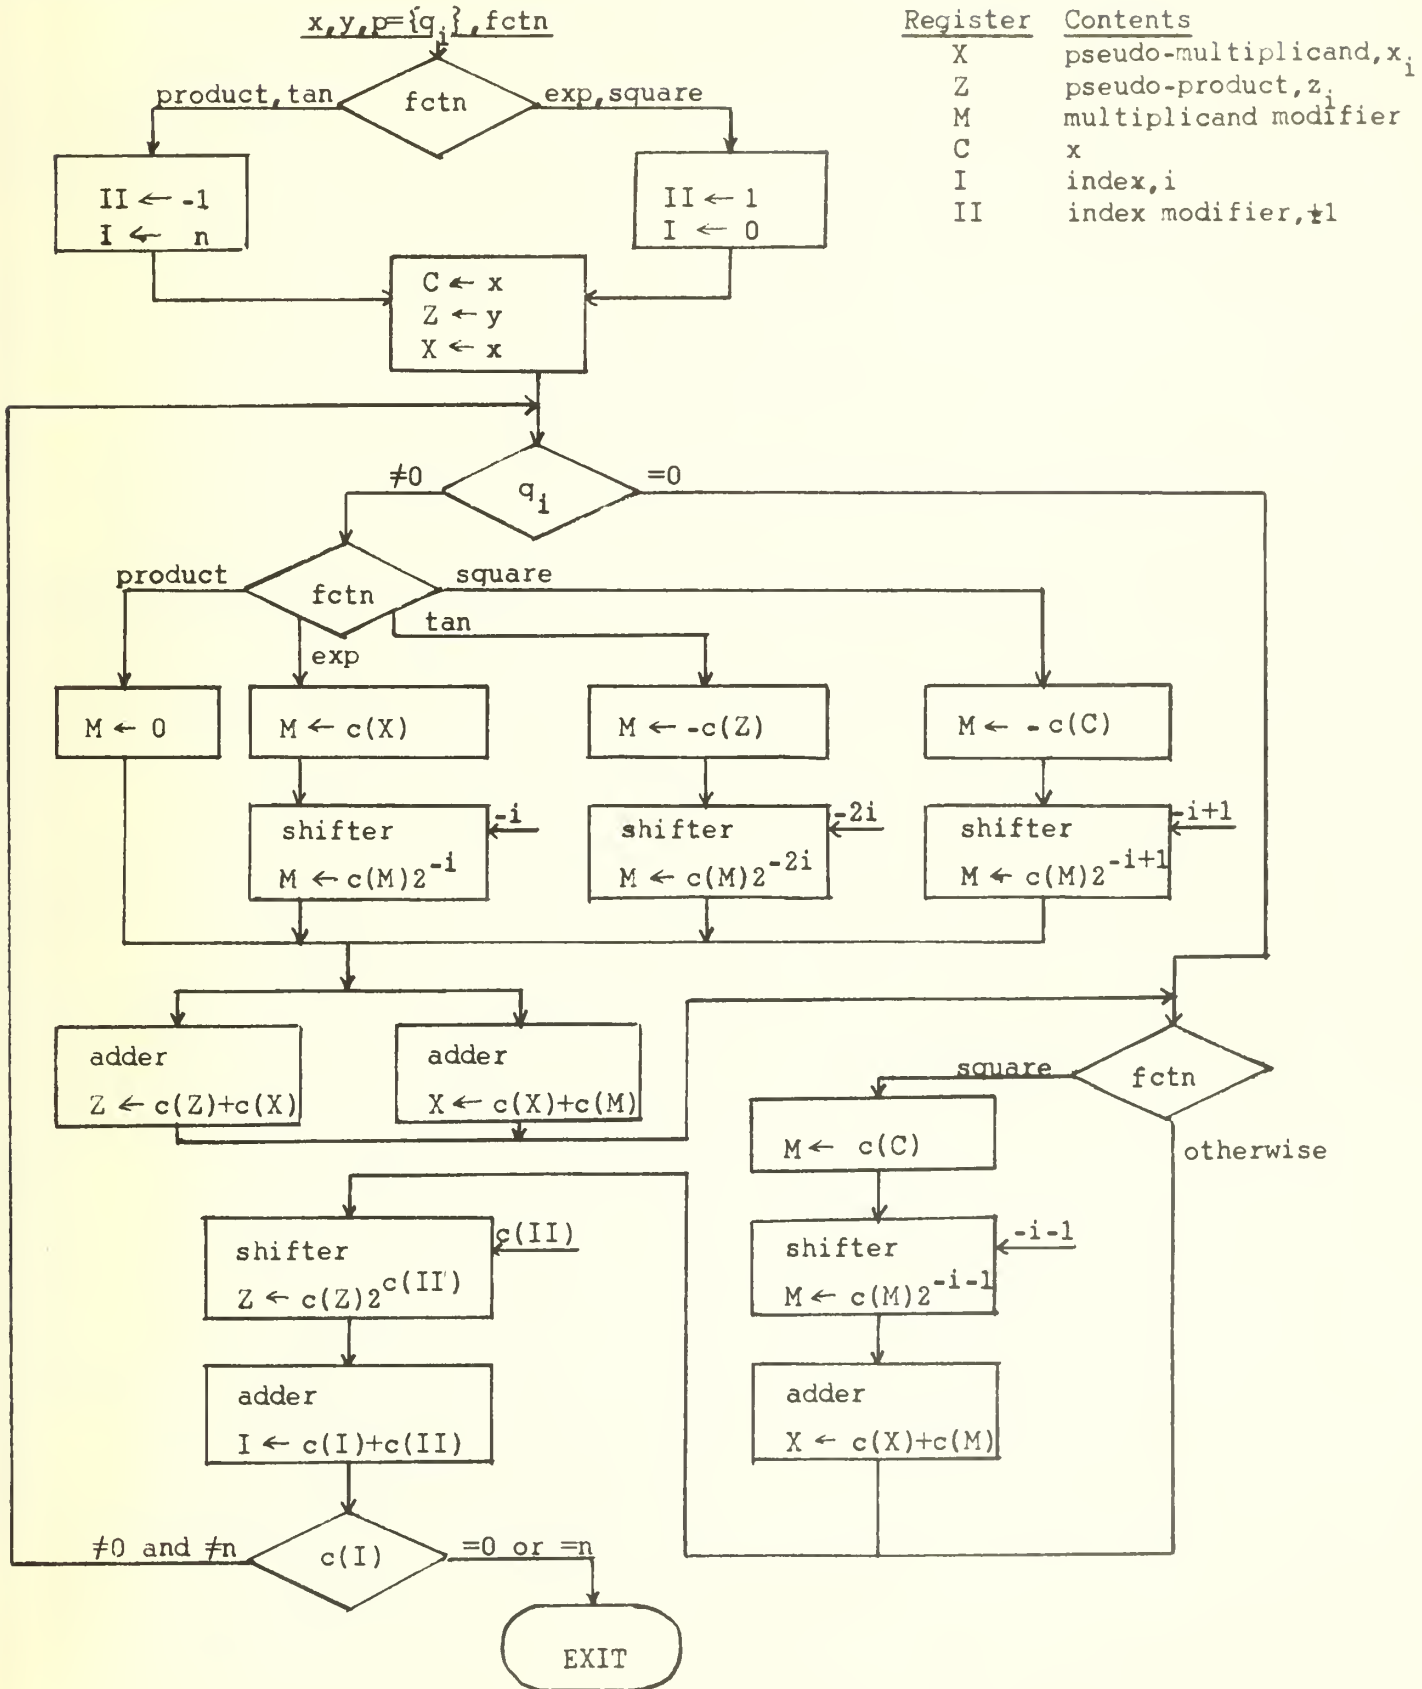 x,y,p={q_i},fctn
Register Contents
X pseudo-multiplicand,x_i
Z pseudo-product,z_i
M multiplicand modifier
C x
I index,i
II index modifier,±1
fctn
product,tan
exp,square
II ← -1
I ← n
II ← 1
I ← 0
C ← x
Z ← y
X ← x
q_i
≠0
=0
fctn
product
square
tan
exp
M ← 0
M ← c(X)
M ← -c(Z)
M ← -c(C)
shifter
M ← c(M)2^-i
-i
shifter
M ← c(M)2^-2i
-2i
shifter
M ← c(M)2^-i+1
-i+1
adder
Z ← c(Z)+c(X)
adder
X ← c(X)+c(M)
fctn
square
otherwise
M ← c(C)
shifter
Z ← c(Z)2^c(II)
c(II)
shifter
M ← c(M)2^-i-1
-i-1
adder
I ← c(I)+c(II)
adder
X ← c(X)+c(M)
c(I)
≠0 and ≠n
=0 or =n
EXIT